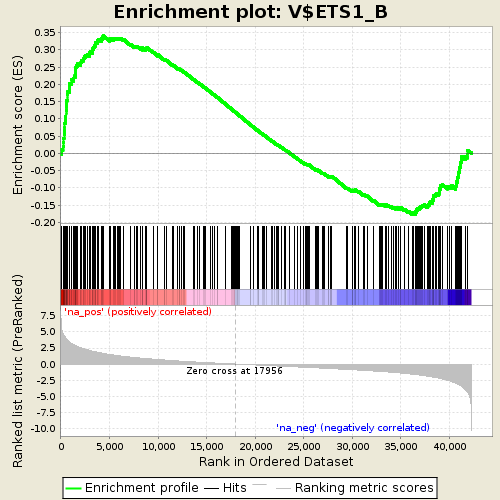 Enrichment plot: V$ETS1_B
Enrichment score (ES)
0.35
0.30
0.25
0.20
0.15
0.10
0.05
0.00
-0.05
-0.10
-0.15
-0.20
'na_pos' (positively correlated)
Ranked list metric (PreRanked)
7.5
5.0
2.5
0.0
-2.5
-5.0
-7.5
-10.0
Zero cross at 17956
'na_neg' (negatively correlated)
0 5,000 10,000 15,000 20,000 25,000 30,000 35,000 40,000
Rank in Ordered Dataset
Enrichment profile Hits Ranking metric scores